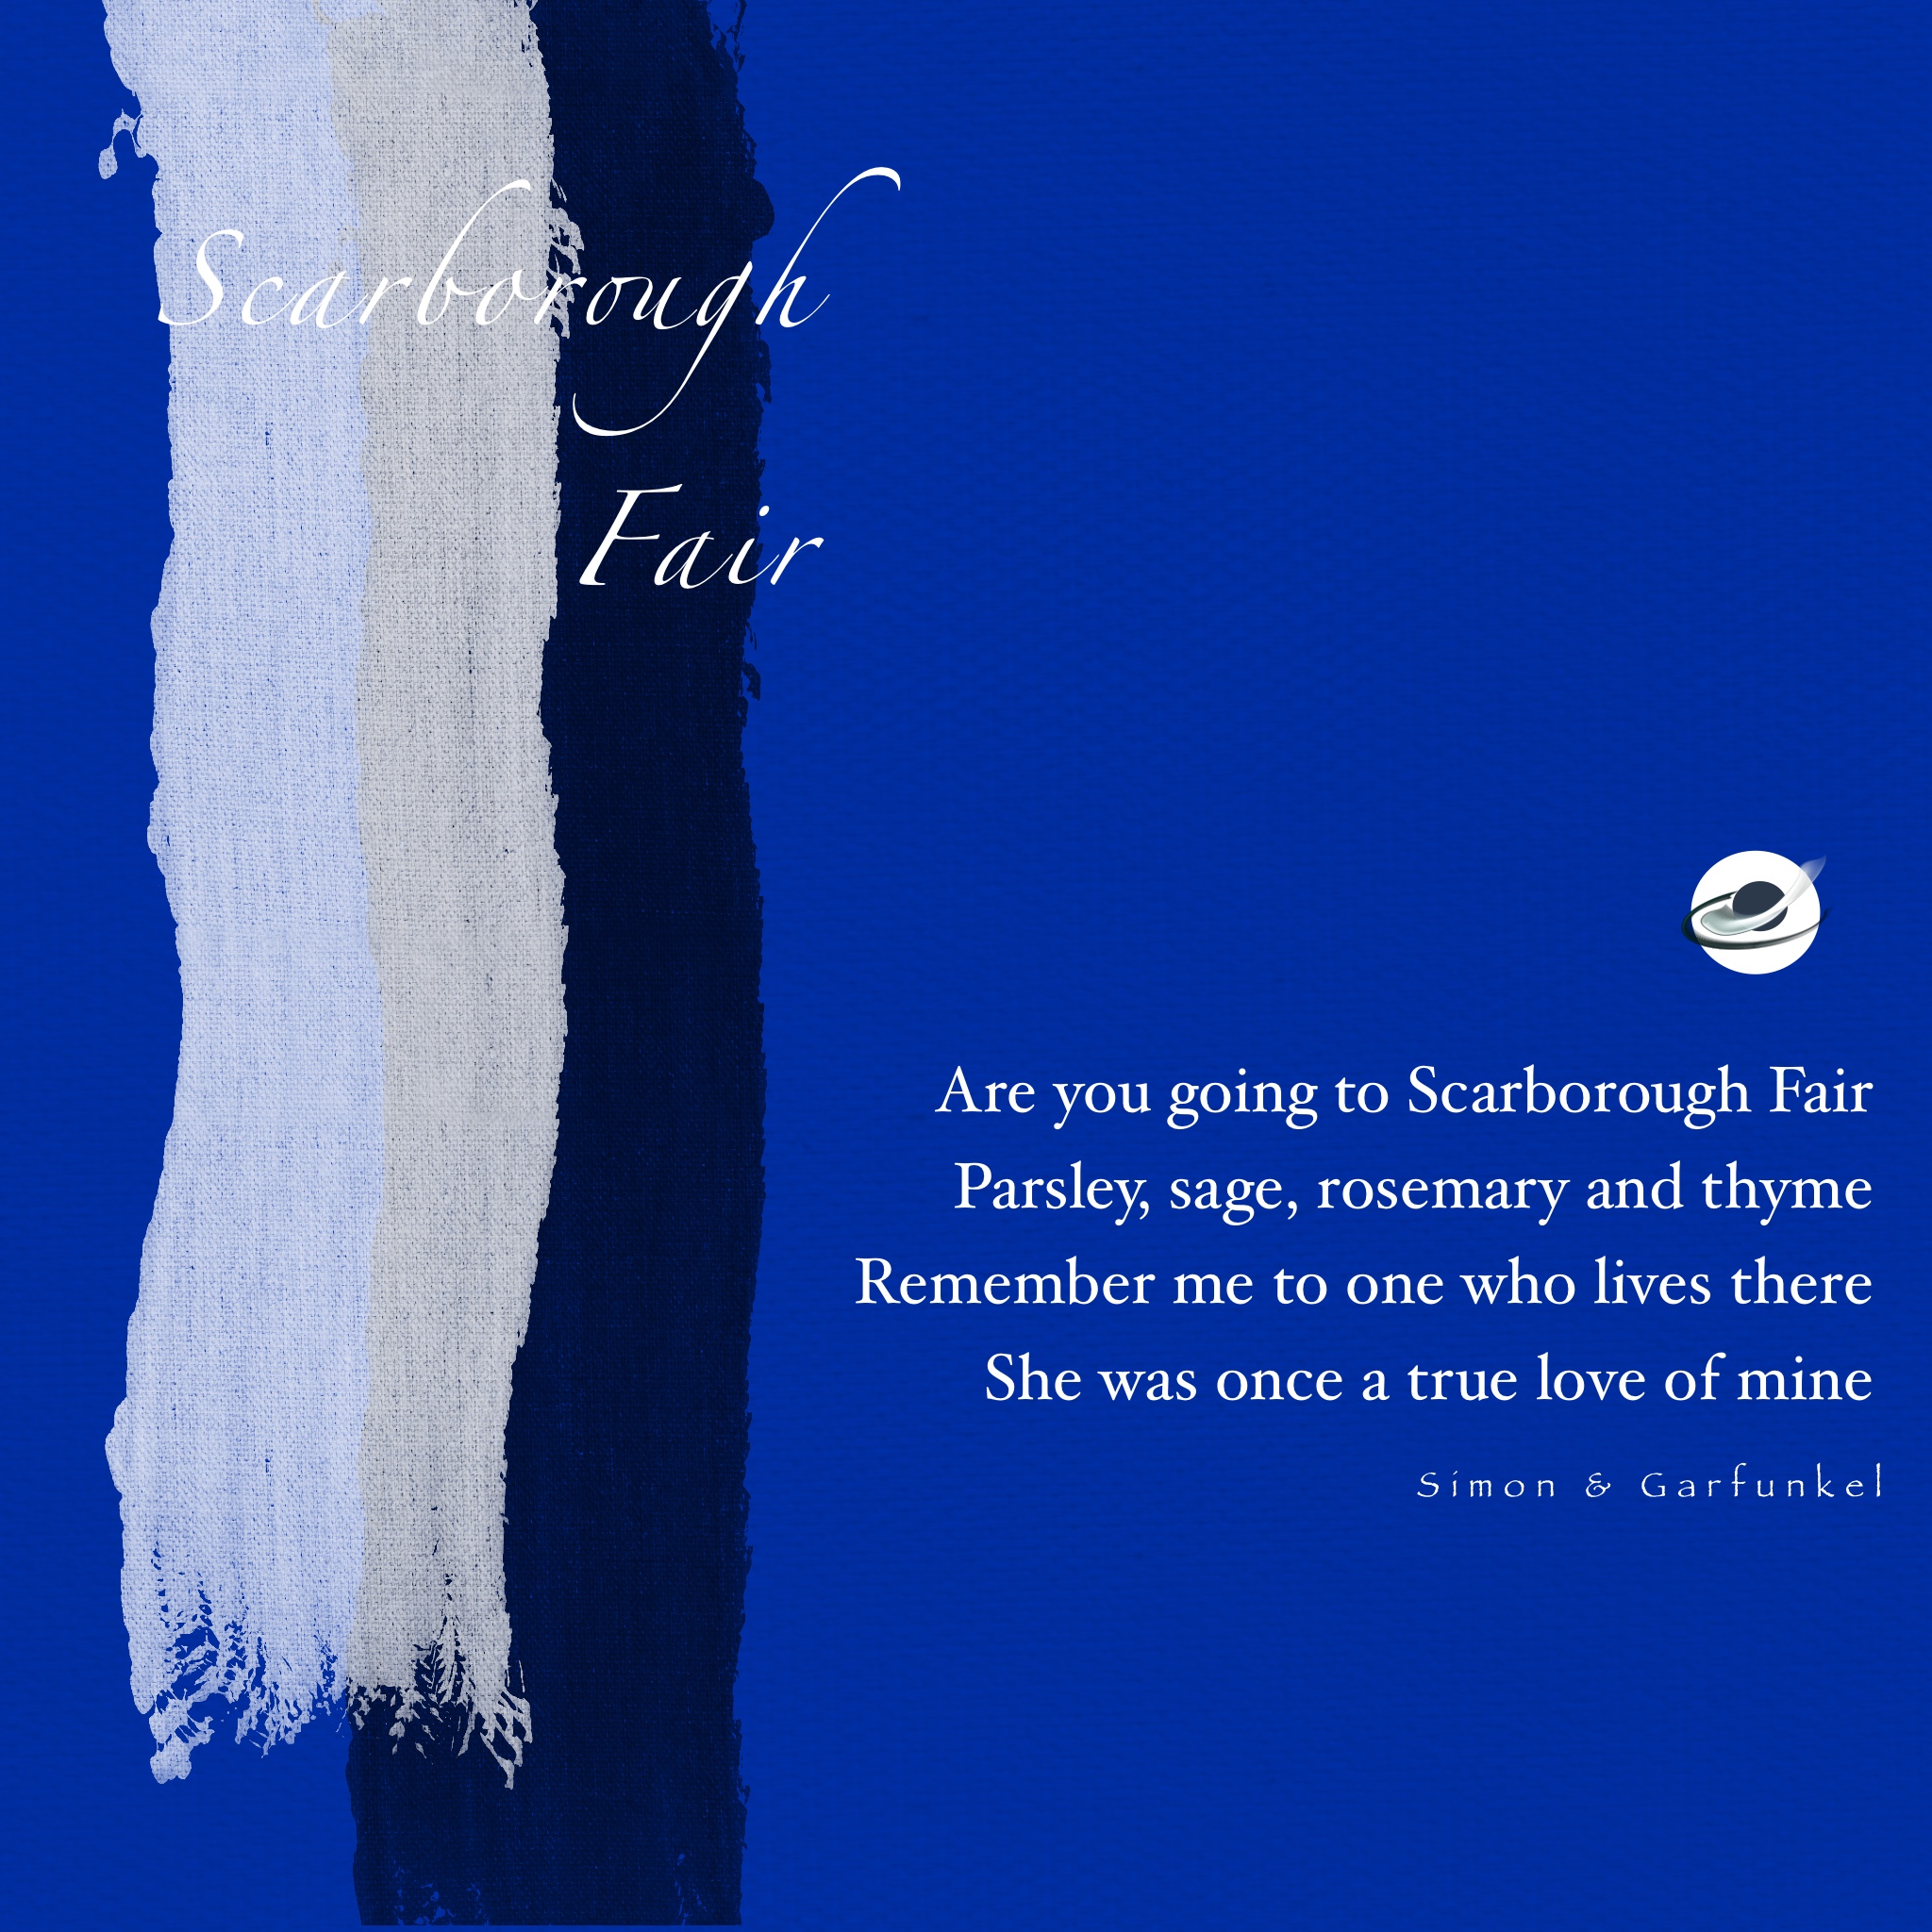 Scarborough
Fair
Are you going to Scarborough Fair
Parsley, sage, rosemary and thyme
Remember me to one who lives there
She was once a true love of mine
Simon & Garfunkel